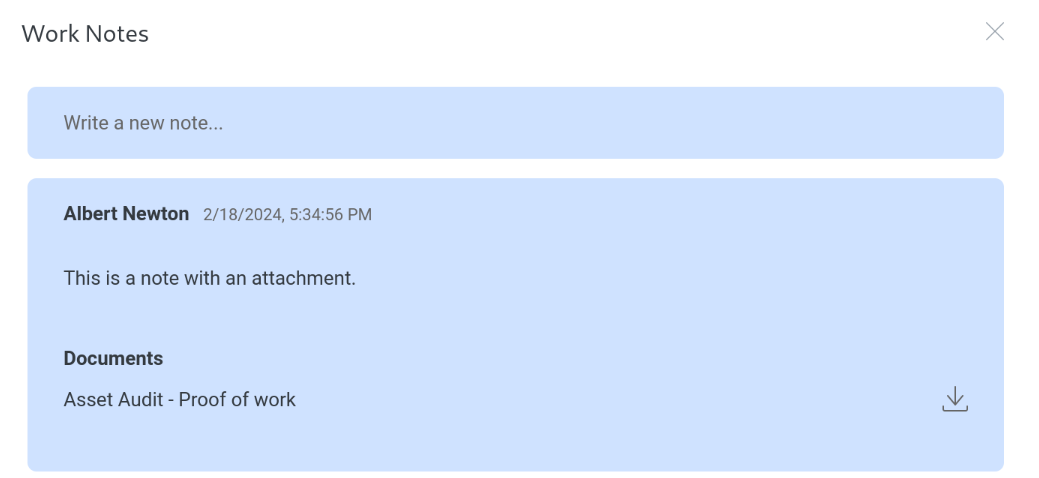 Work Notes
Write a new note...
Albert Newton 2/18/2024, 5:34:56 PM
This is a note with an attachment.
Documents
Asset Audit - Proof of work